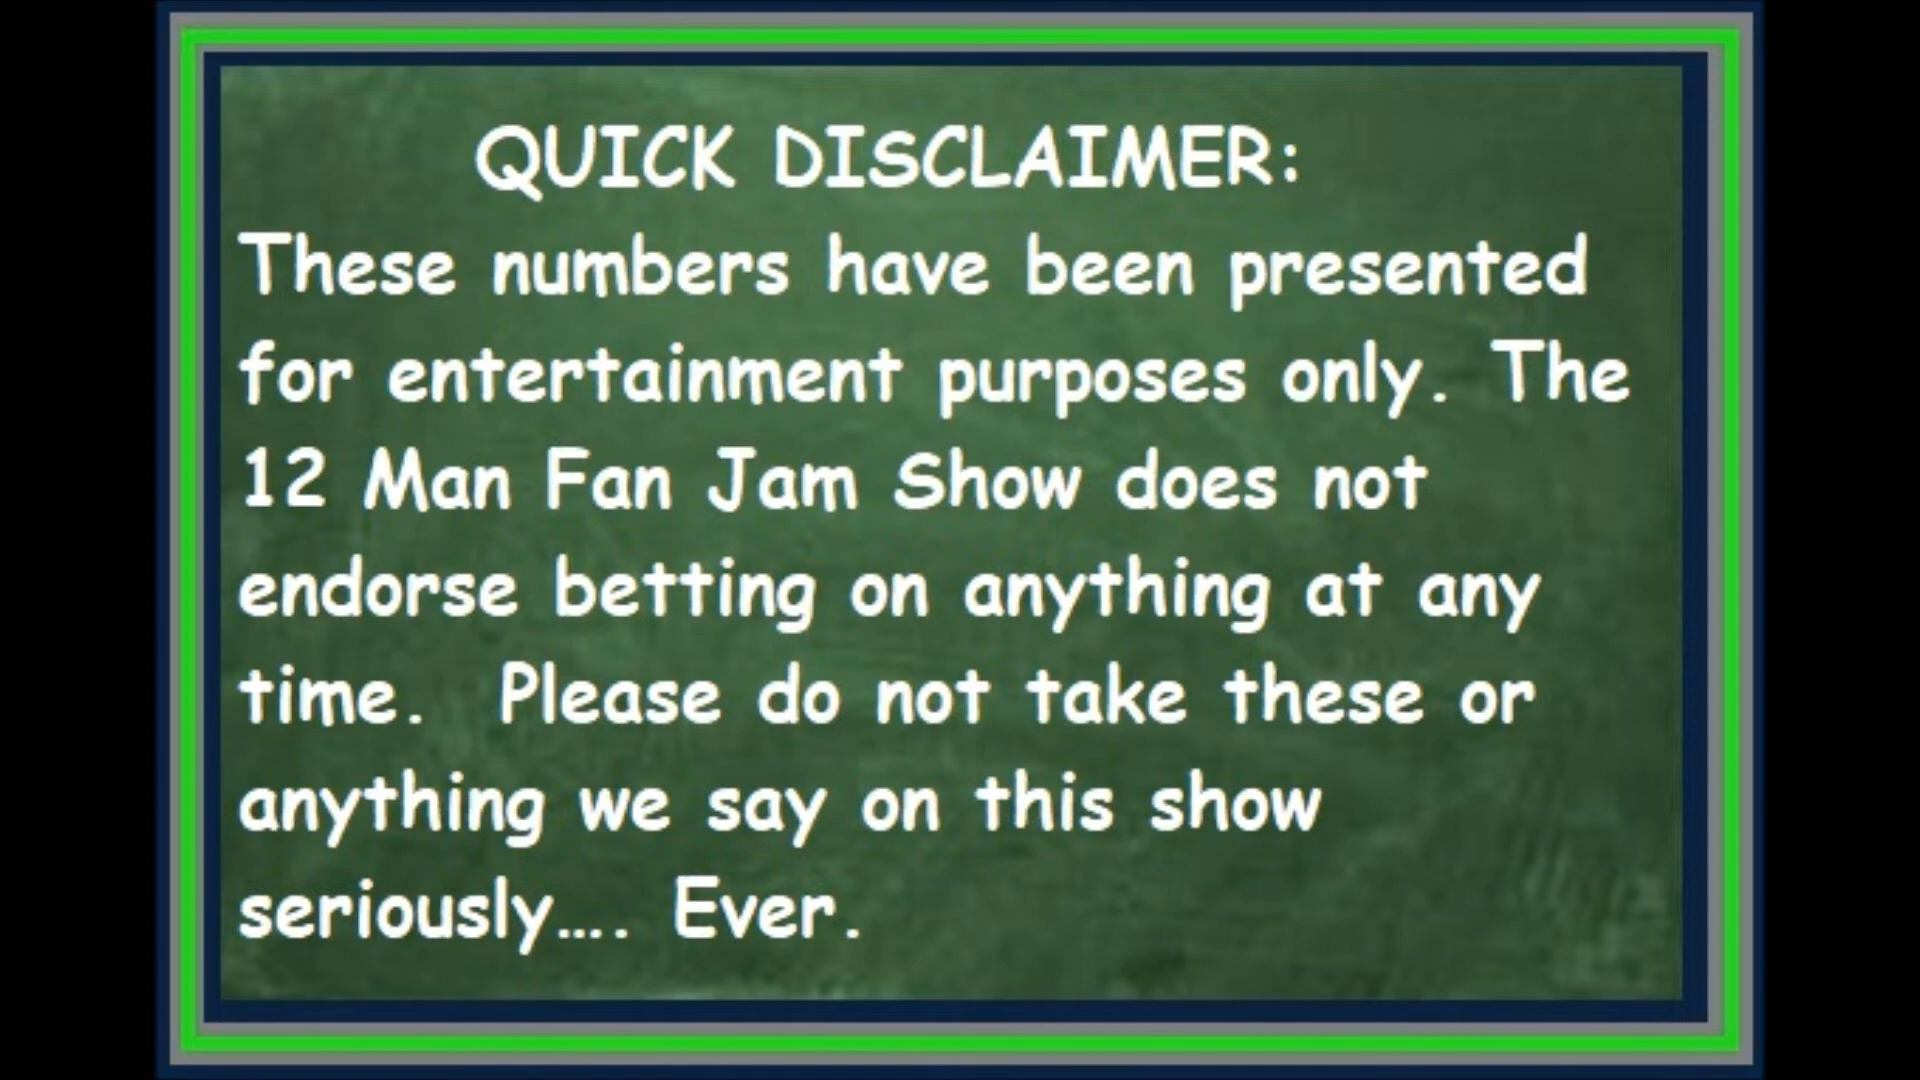 QUICK DISCLAIMER:
These numbers have been presented
for entertainment purposes only. The
12 Man Fan Jam Show does not
endorse betting on anything at any
time.  Please do not take these or
anything we say on this show
seriously…. Ever.